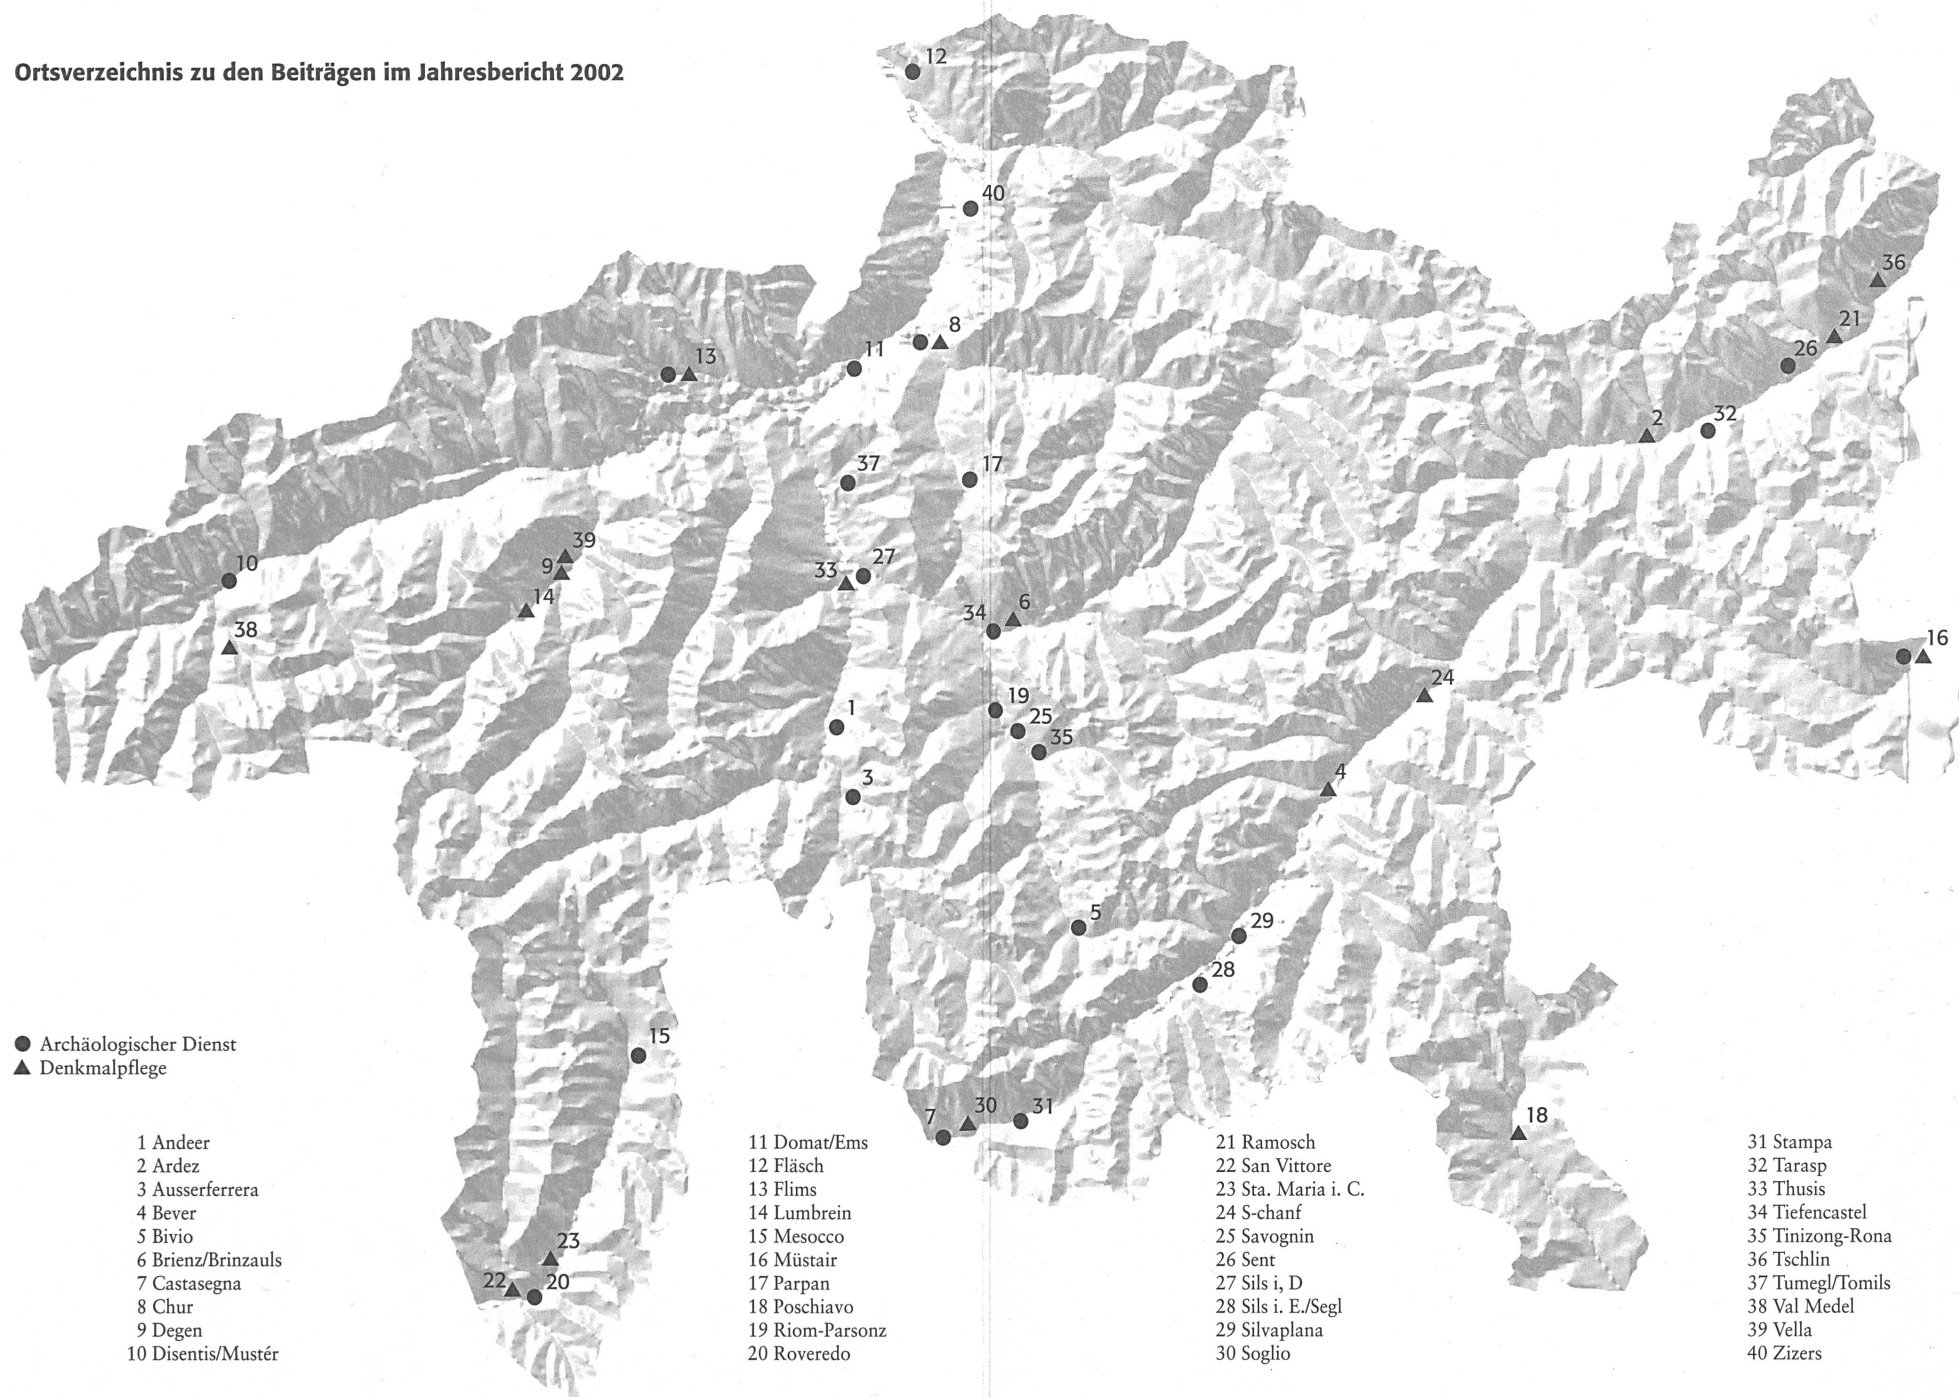 Ortsverzeichnis zu den Beiträgen im Jahresbericht 2002
12
40
36
21
8
26
11
13
2
32
37
17
39
10
9
27
33
14
6
34
38
16
24
19
1
25
35
4
3
5
29
28
15
Archäologischer Dienst
Denkmalpflege
7
30
31
18
23
22
20
1 Andeer
2 Ardez
3 Ausserferrera
4 Bever
5 Bivio
6 Brienz/Brinzauls
7 Castasegna
8 Chur
9 Degen
10 Disentis/Mustér
11 Domat/Ems
12 Fläsch
13 Flims
14 Lumbrein
15 Mesocco
16 Müstair
17 Parpan
18 Poschiavo
19 Riom-Parsonz
20 Roveredo
21 Ramosch
22 San Vittore
23 Sta. Maria i. C.
24 S-chanf
25 Savognin
26 Sent
27 Sils i, D
28 Sils i. E./Segl
29 Silvaplana
30 Soglio
31 Stampa
32 Tarasp
33 Thusis
34 Tiefencastel
35 Tinizong-Rona
36 Tschlin
37 Tumegl/Tomils
38 Val Medel
39 Vella
40 Zizers